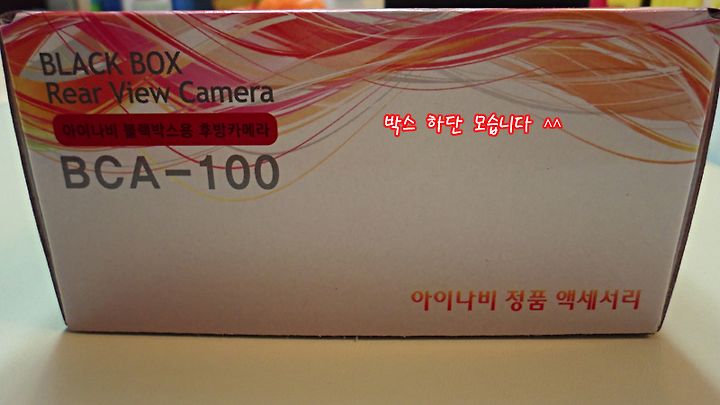 BLACK BOX
Rear View Camera
아이나비 블랙박스용 후방카메라
BCA-100
박스 하단 모습니다 ^^
아이나비 정품 액세서리